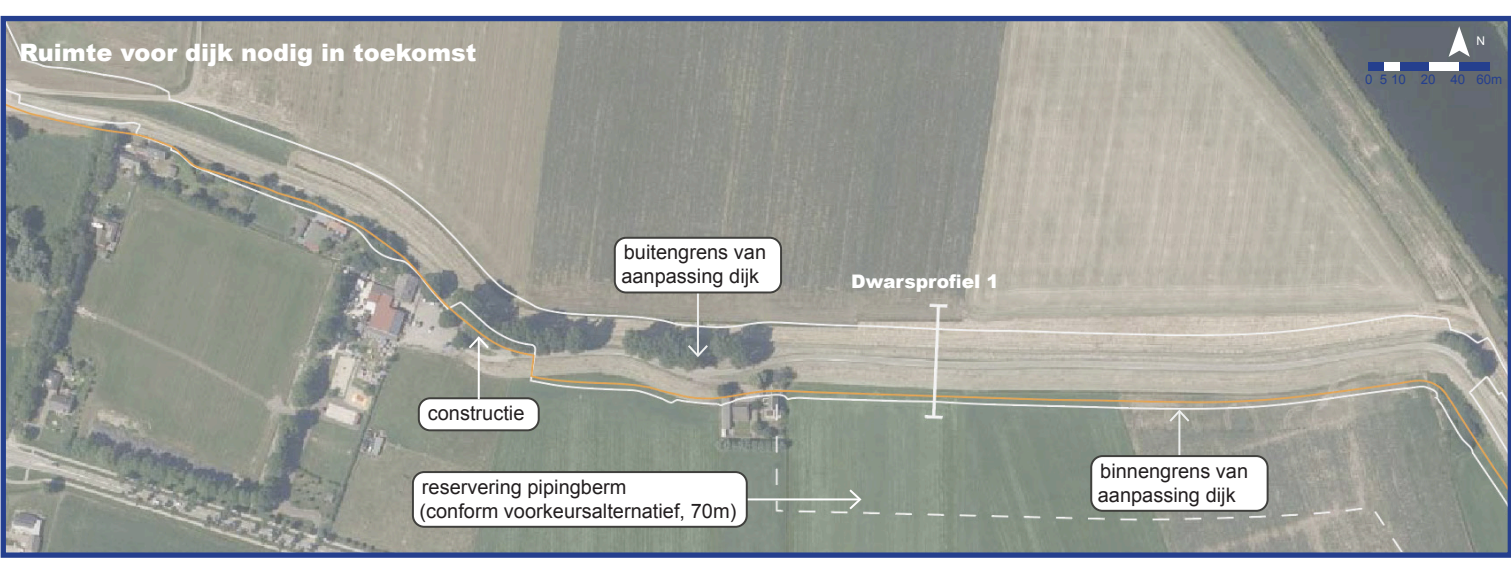 Ruimte voor dijk nodig in toekomst
N
0 5 10 20 40 60m
buitengrens van
aanpassing dijk
Dwarsprofiel 1
constructie
reservering pipingberm
(conform voorkeursalternatief, 70m)
binnengrens van
aanpassing dijk